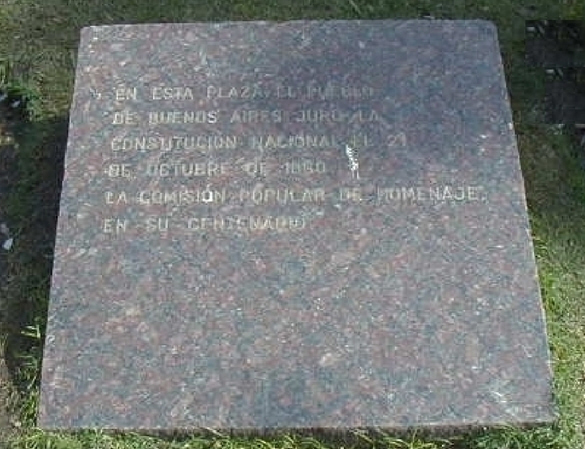 EN ESTA PLAZA EL PUEBLO
DE BUENOS AIRES JURO LA
CONSTITUCION NACIONAL EL 21
DE OCTUBRE DE 1860
LA COMISIÓN POPULAR DE HOMENAJE
EN SU CENTENARIO